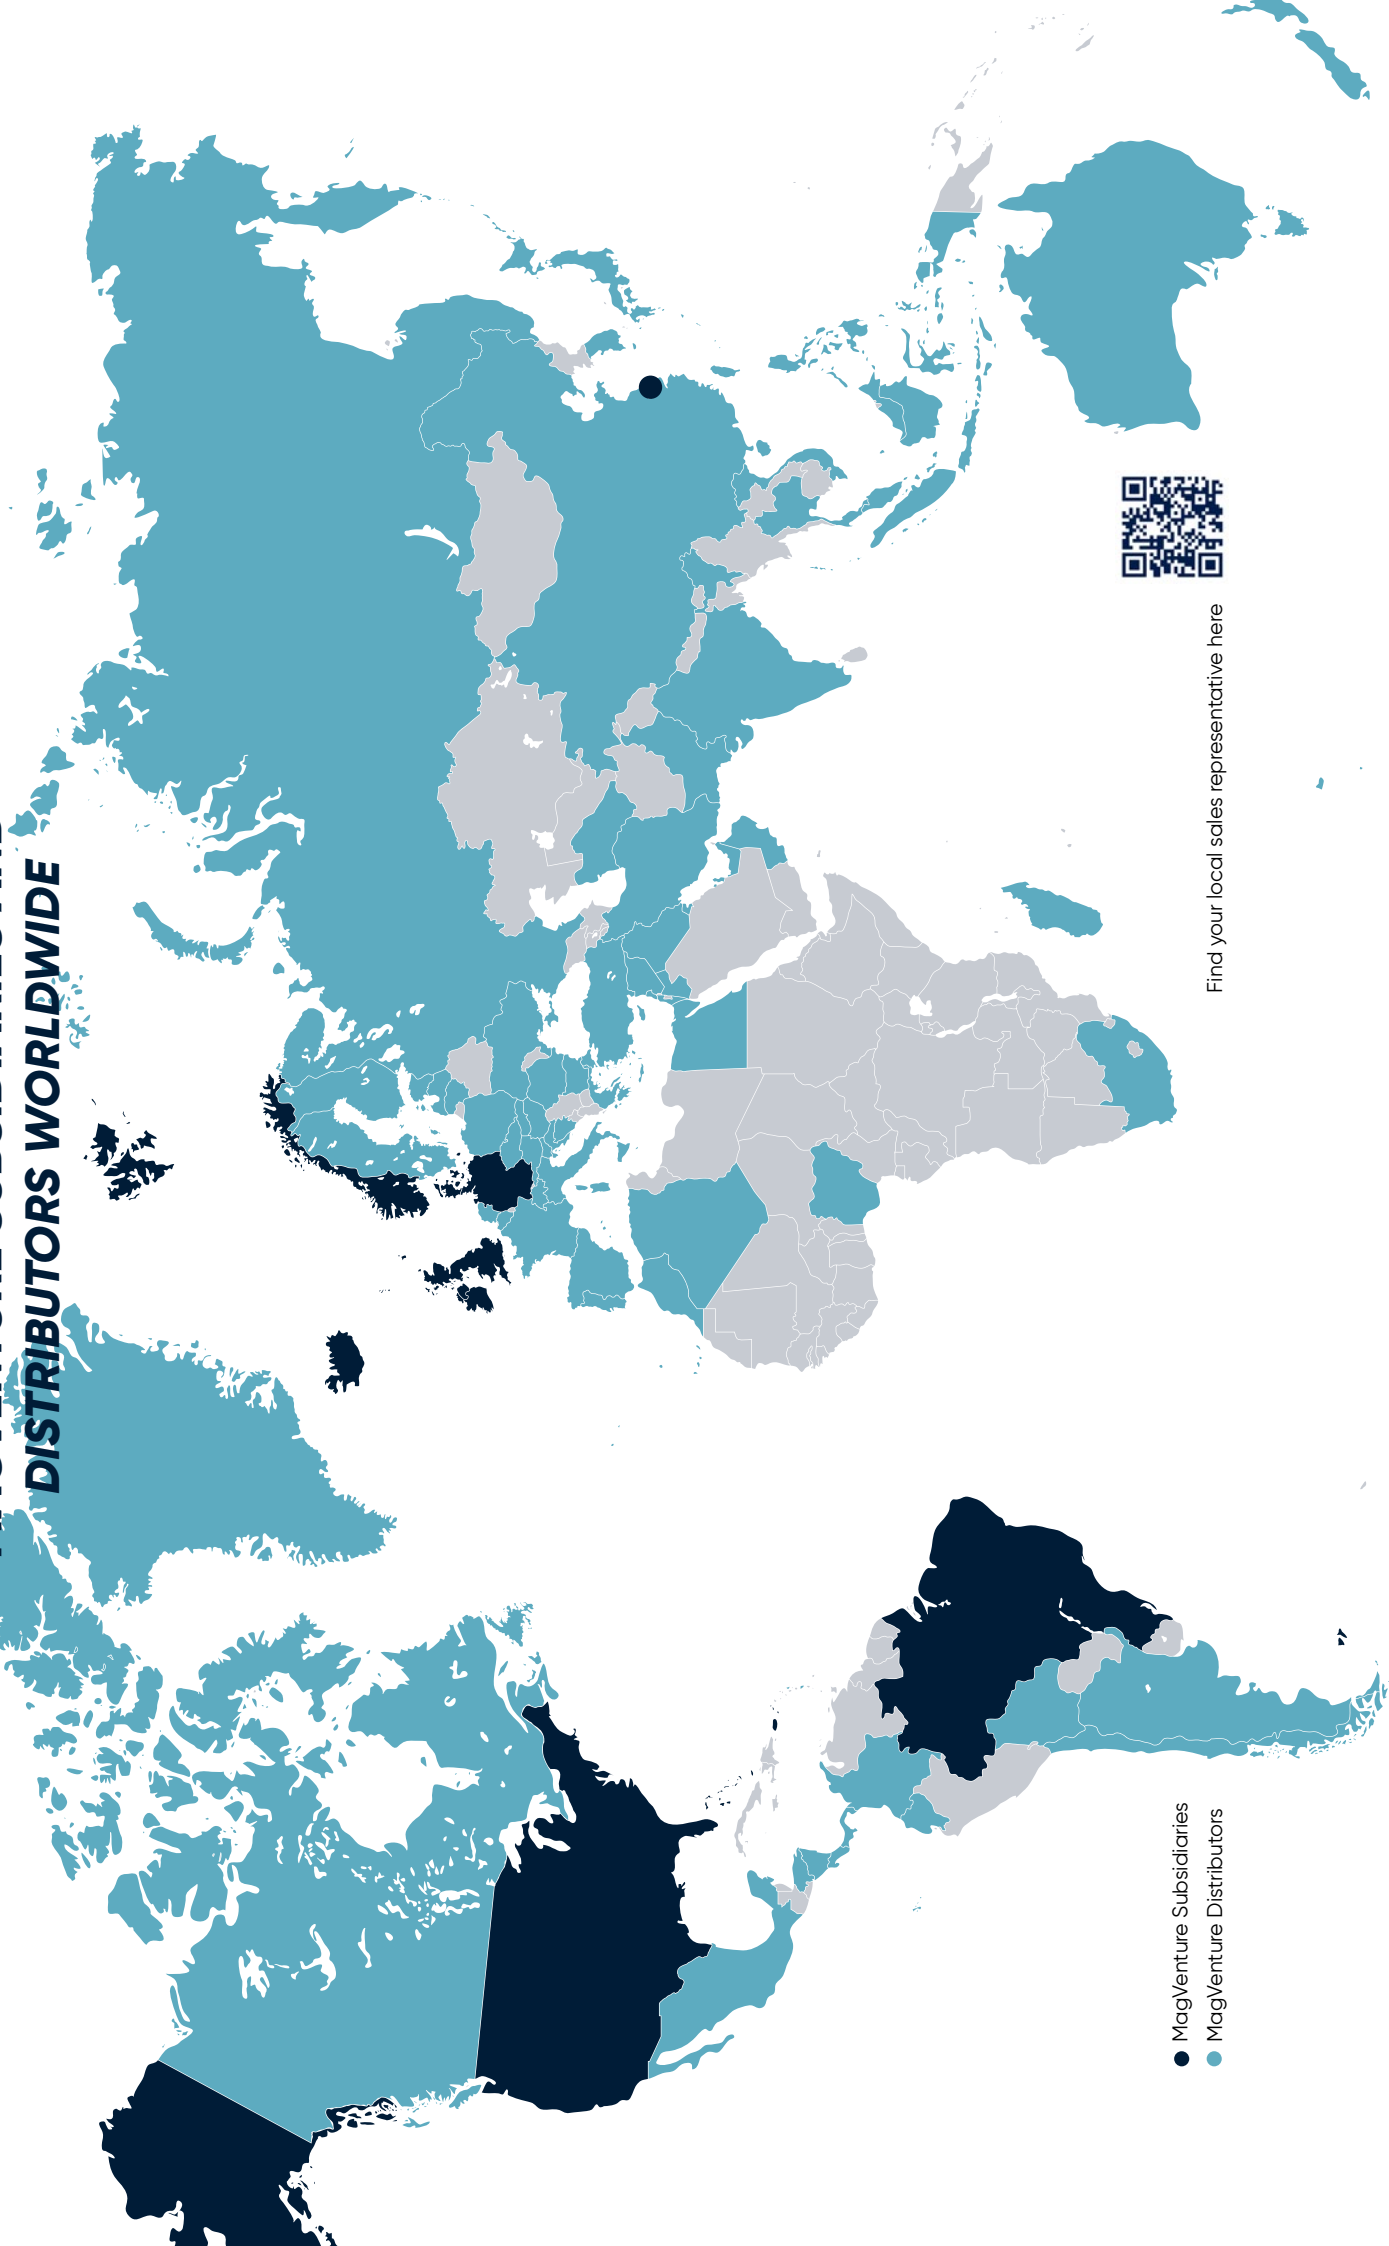 DISTRIBUTORS WORLDWIDE
Find your local sales representative here
MagVenture Subsidiaries
MagVenture Distributors